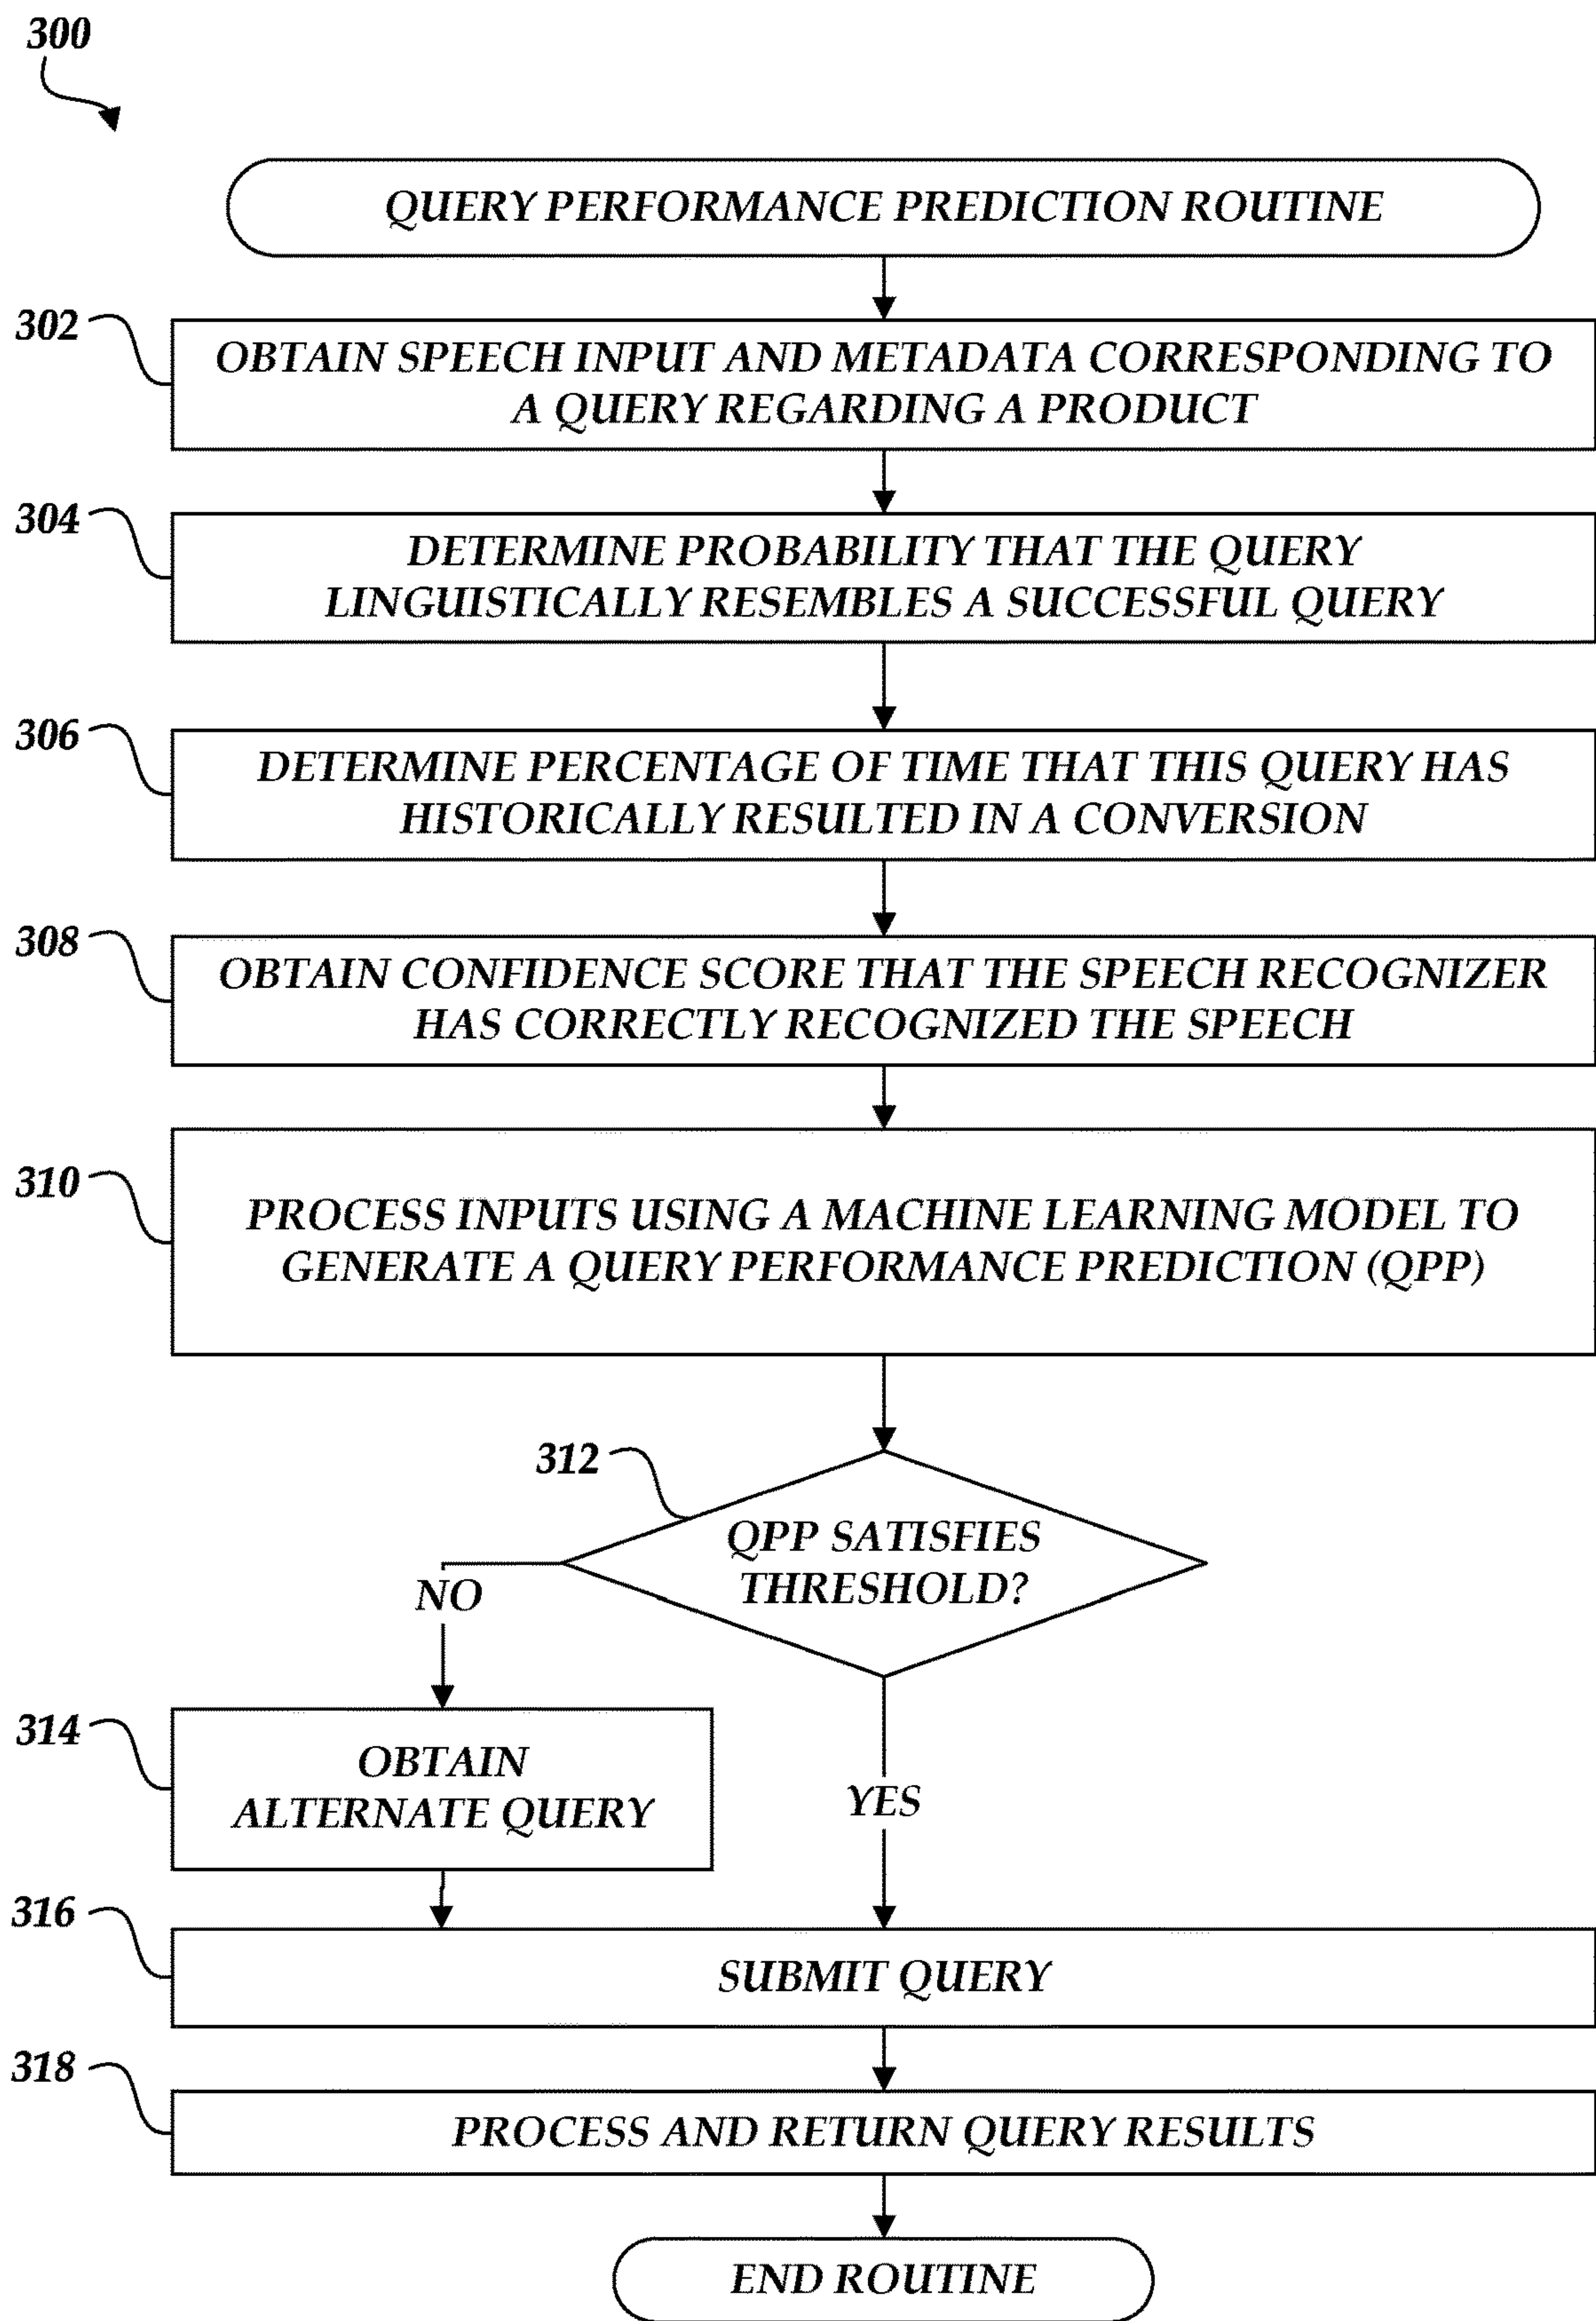 300
QUERY PERFORMANCE PREDICTION ROUTINE
302
OBTAIN SPEECH INPUT AND METADATA CORRESPONDING TO
A QUERY REGARDING A PRODUCT
304
DETERMINE PROBABILITY THAT THE QUERY
LINGUISTICALLY RESEMBLES A SUCCESSFUL QUERY
306
DETERMINE PERCENTAGE OF TIME THAT THIS QUERY HAS
HISTORICALLY RESULTED IN A CONVERSION
308
OBTAIN CONFIDENCE SCORE THAT THE SPEECH RECOGNIZER
HAS CORRECTLY RECOGNIZED THE SPEECH
310
PROCESS INPUTS USING A MACHINE LEARNING MODEL TO
GENERATE A QUERY PERFORMANCE PREDICTION (QPP)
312
QPP SATISFIES
THRESHOLD?
NO
314
OBTAIN
ALTERNATE QUERY
YES
316
SUBMIT QUERY
318
PROCESS AND RETURN QUERY RESULTS
END ROUTINE